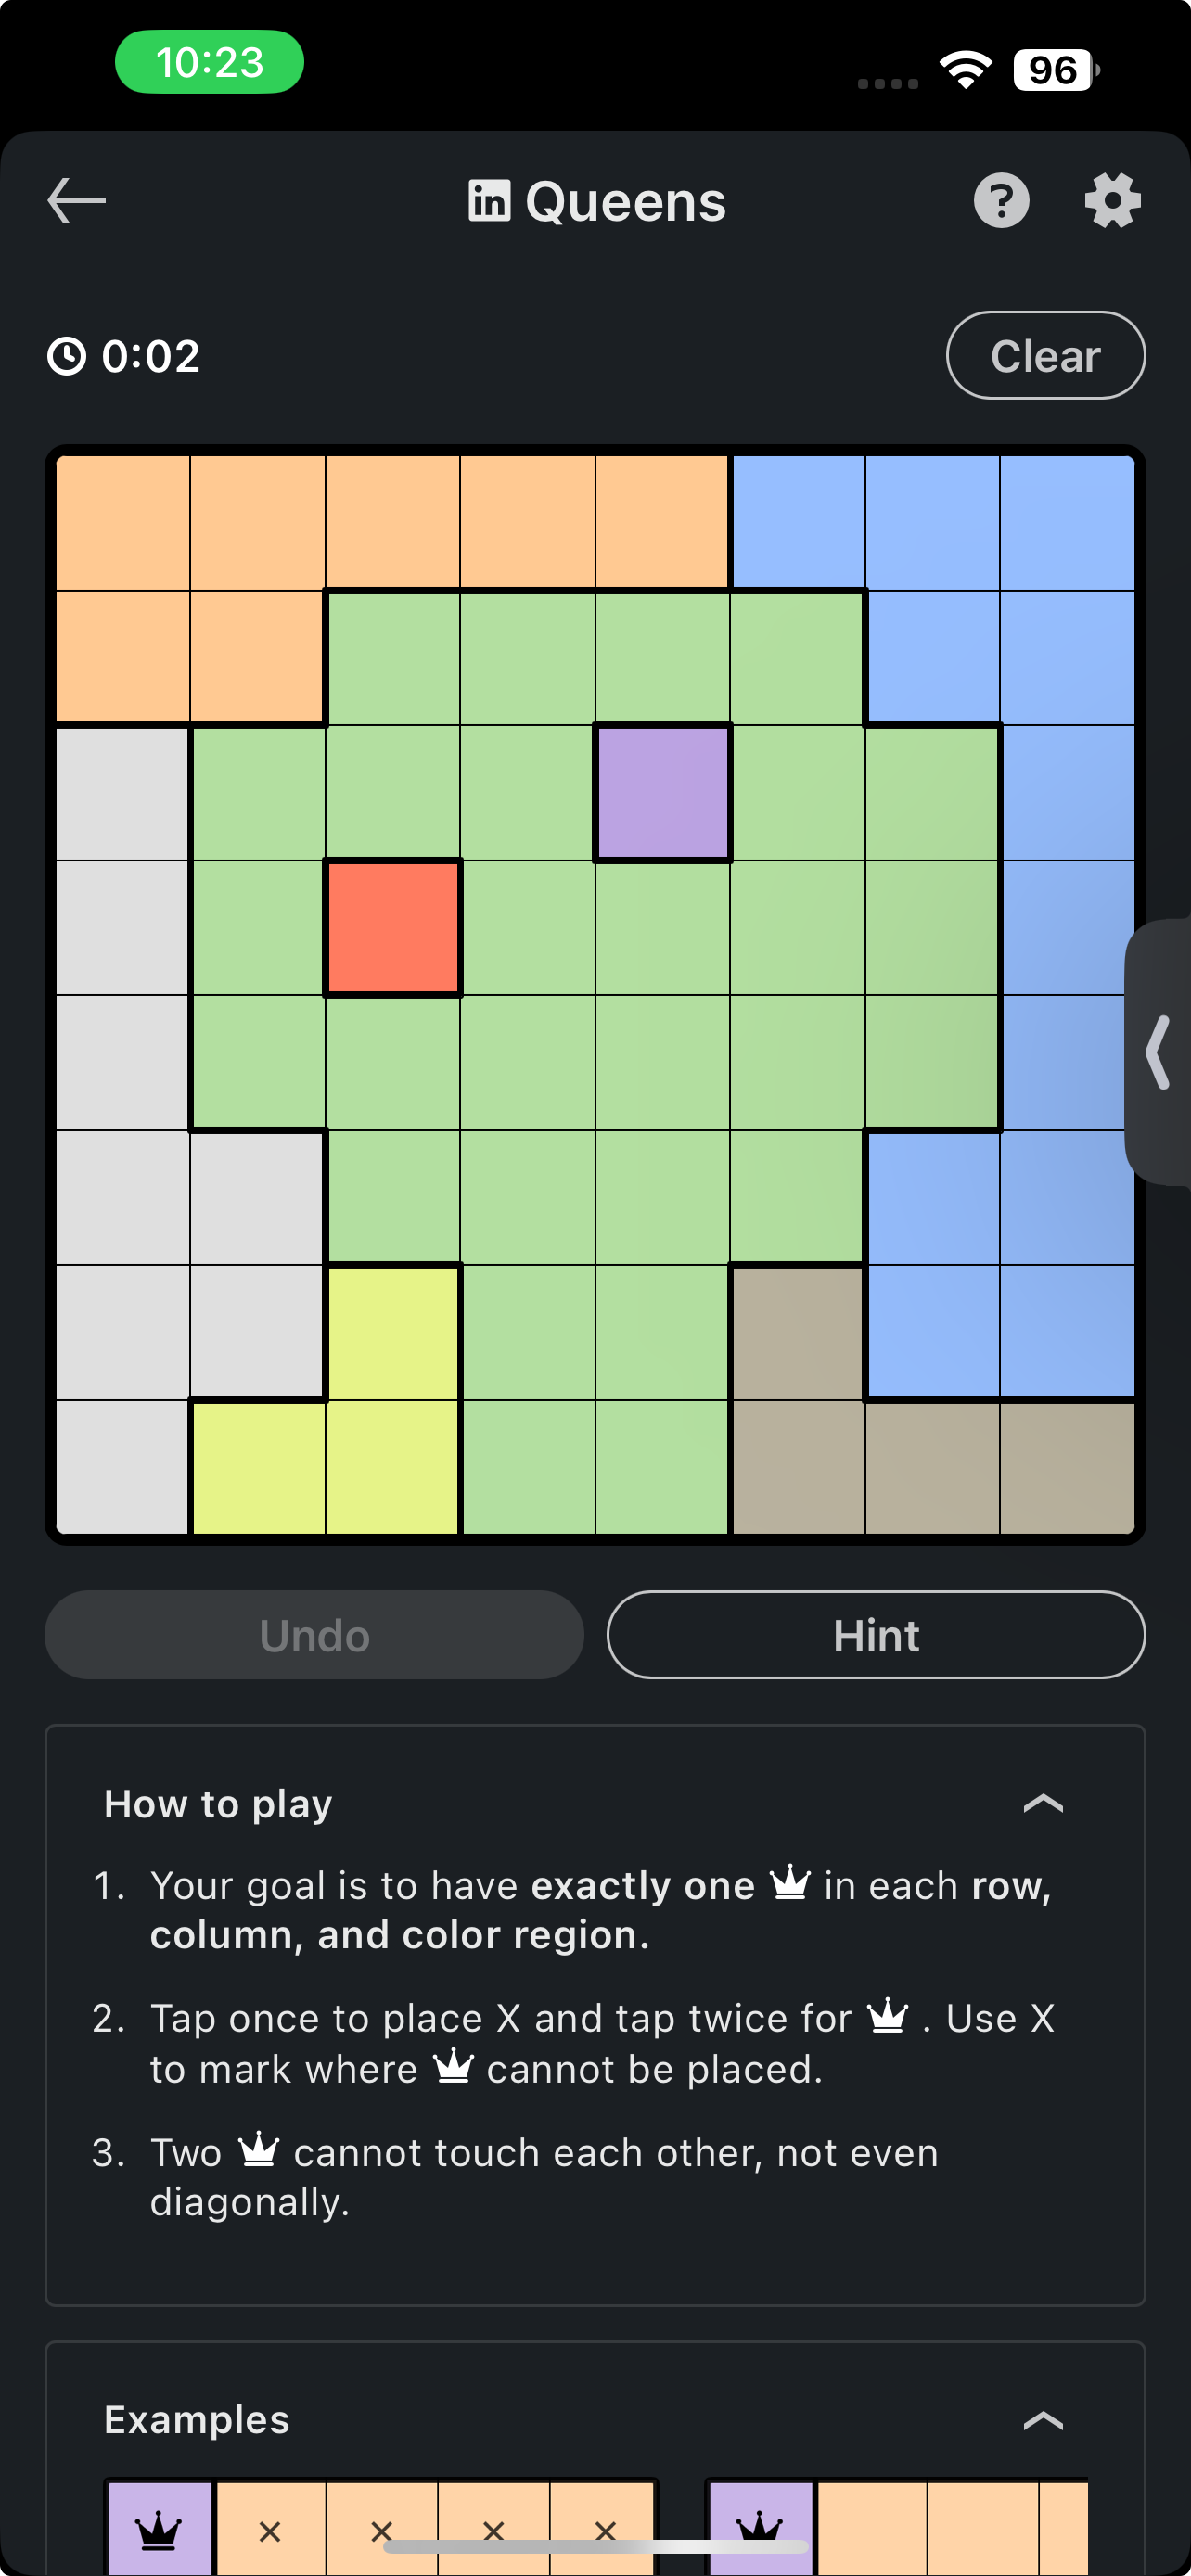 10:23
96
in Queens
?
0:02
Clear
Undo
Hint
How to play
1. Your goal is to have exactly one in each row,
column, and color region.
2. Tap once to place X and tap twice for . Use X
to mark where cannot be placed.
3. Two cannot touch each other, not even
diagonally.
Examples
× × × ×